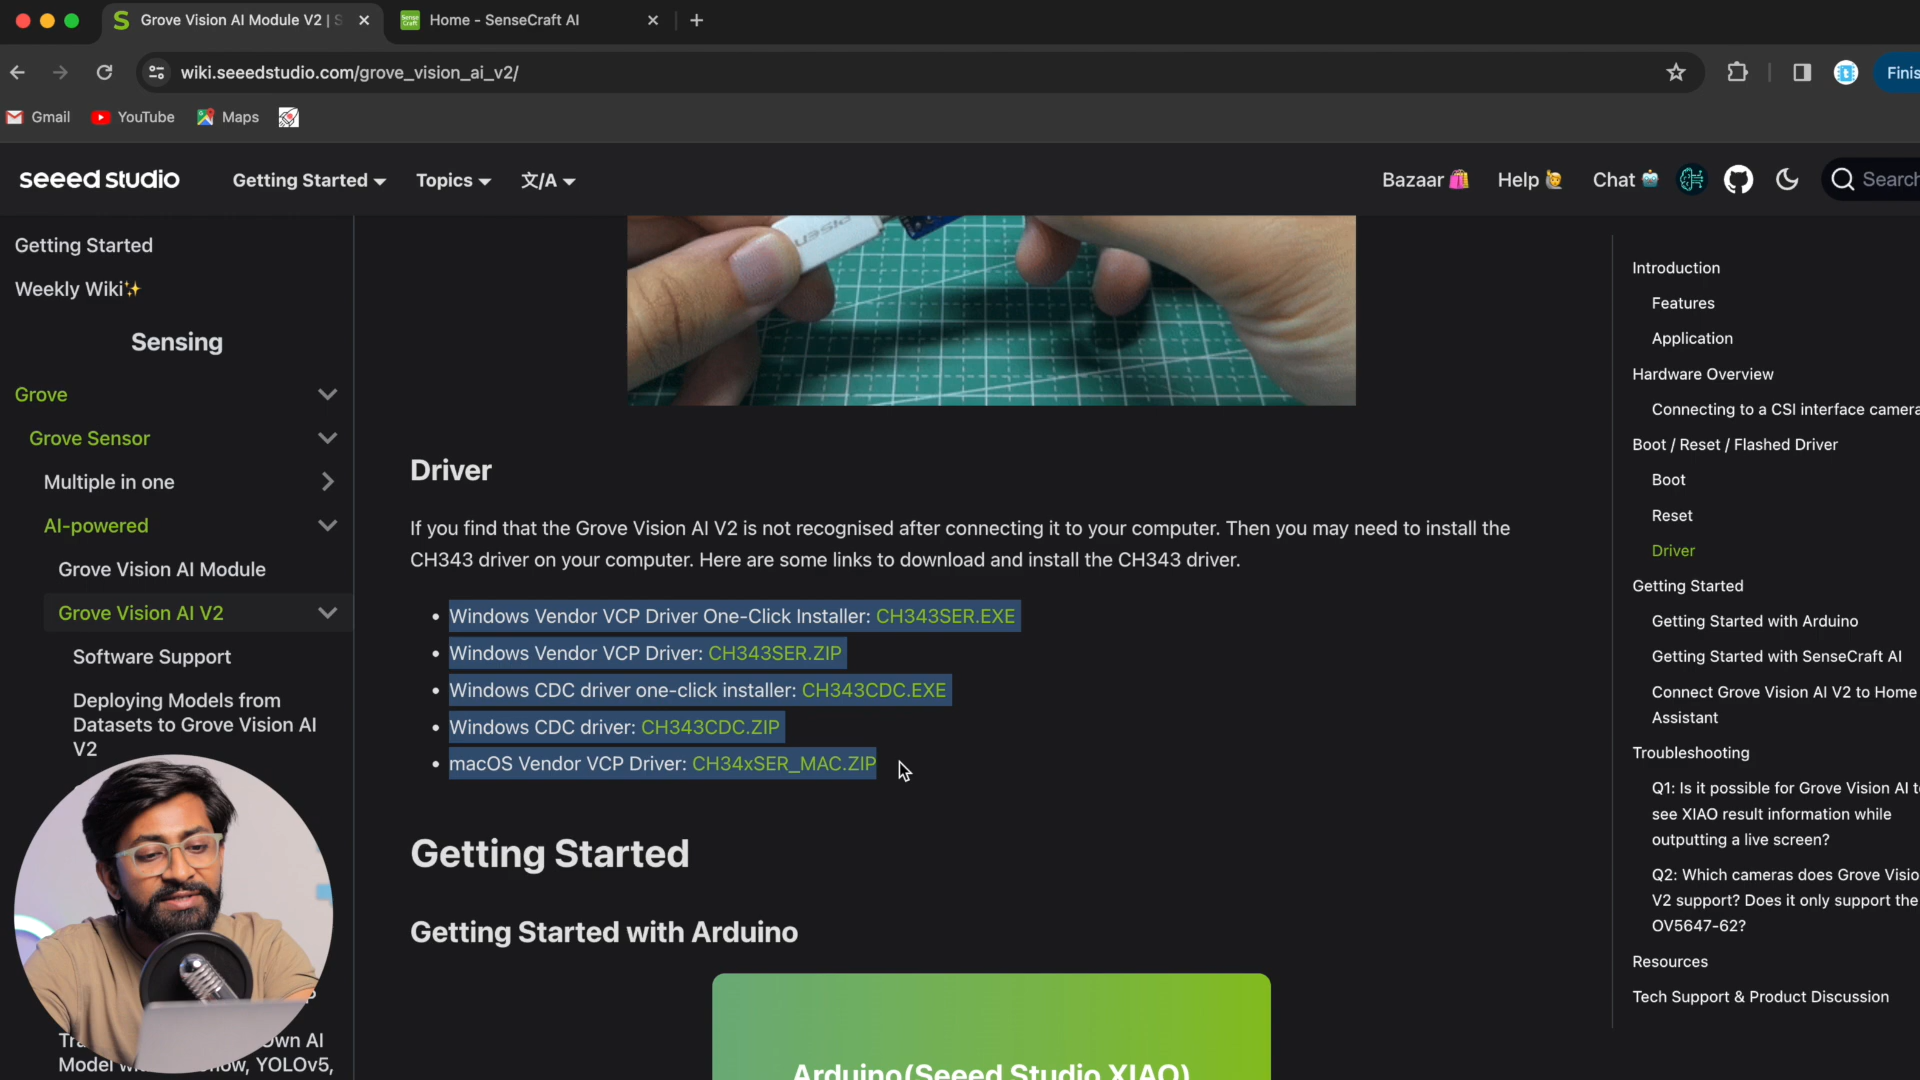 Grove Vision AI Module V2 | S
Home - SenseCraft AI
wiki.seeedstudio.com/grove_vision_ai_v2/
Finis
Gmail
YouTube
Maps
seeed studio
Getting Started
Topics
文/A
Bazaar
Help
Chat
Search
Getting Started
Weekly Wiki✨
Sensing
Grove
Grove Sensor
Multiple in one
AI-powered
Grove Vision AI Module
Grove Vision AI V2
Software Support
Deploying Models from
Datasets to Grove Vision AI
V2
own AI
YOLOv5,
Driver
If you find that the Grove Vision AI V2 is not recognised after connecting it to your computer. Then you may need to install the
CH343 driver on your computer. Here are some links to download and install the CH343 driver.
• Windows Vendor VCP Driver One-Click Installer: CH343SER.EXE
• Windows Vendor VCP Driver: CH343SER.ZIP
• Windows CDC driver one-click installer: CH343CDC.EXE
• Windows CDC driver: CH343CDC.ZIP
• macOS Vendor VCP Driver: CH34xSER_MAC.ZIP
Getting Started
Getting Started with Arduino
Arduino(Seeed Studio XIAO)
Introduction
Features
Application
Hardware Overview
Connecting to a CSI interface camera
Boot / Reset / Flashed Driver
Boot
Reset
Driver
Getting Started
Getting Started with Arduino
Getting Started with SenseCraft AI
Connect Grove Vision AI V2 to Home
Assistant
Troubleshooting
Q1: Is it possible for Grove Vision AI to
see XIAO result information while
outputting a live screen?
Q2: Which cameras does Grove Visio
V2 support? Does it only support the
OV5647-62?
Resources
Tech Support & Product Discussion